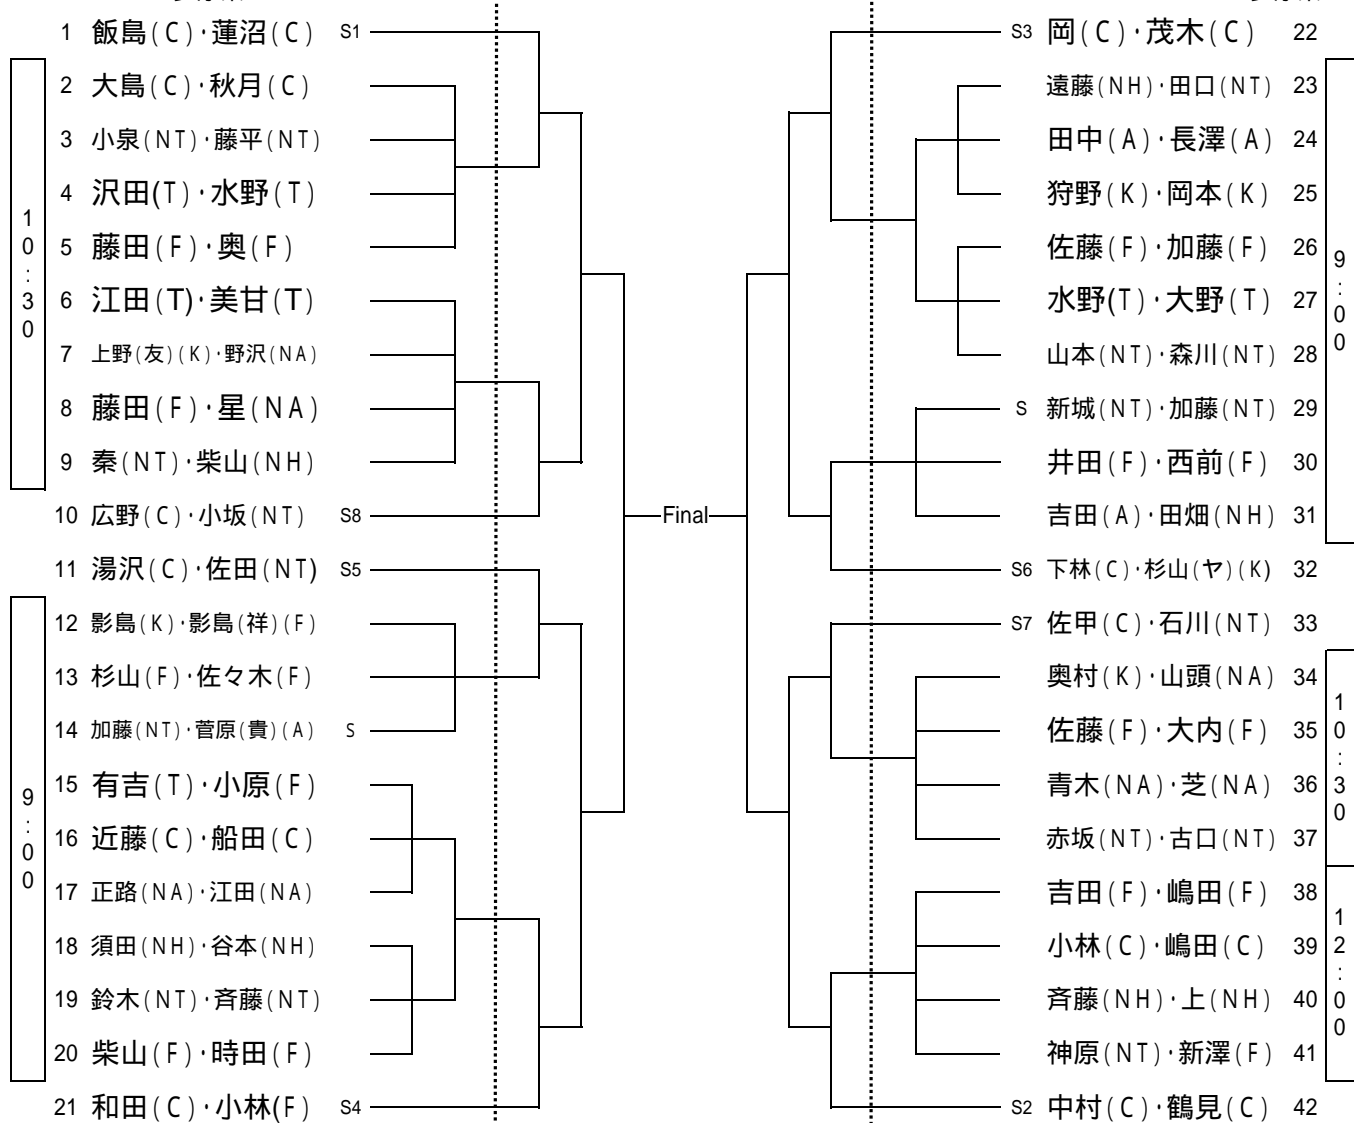 1 飯島(C)・蓮沼(C) S1
2 大島(C)・秋月(C)
3 小泉(NT)・藤平(NT)
4 沢田(T)・水野(T)
5 藤田(F)・奥(F)
6 江田(T)・美甘(T)
7 上野(友)(K)・野沢(NA)
8 藤田(F)・星(NA)
9 秦(NT)・柴山(NH)
10 広野(C)・小坂(NT) S8
11 湯沢(C)・佐田(NT) S5
12 影島(K)・影島(祥)(F)
13 杉山(F)・佐々木(F)
14 加藤(NT)・菅原(貴)(A) S
15 有吉(T)・小原(F)
16 近藤(C)・船田(C)
17 正路(NA)・江田(NA)
18 須田(NH)・谷本(NH)
19 鈴木(NT)・斉藤(NT)
20 柴山(F)・時田(F)
21 和田(C)・小林(F) S4
10:30
9:00
Final
S3 岡(C)・茂木(C) 22
遠藤(NH)・田口(NT) 23
田中(A)・長澤(A) 24
狩野(K)・岡本(K) 25
佐藤(F)・加藤(F) 26
水野(T)・大野(T) 27
山本(NT)・森川(NT) 28
S 新城(NT)・加藤(NT) 29
井田(F)・西前(F) 30
吉田(A)・田畑(NH) 31
S6 下林(C)・杉山(ヤ)(K) 32
S7 佐甲(C)・石川(NT) 33
奥村(K)・山頭(NA) 34
佐藤(F)・大内(F) 35
青木(NA)・芝(NA) 36
赤坂(NT)・古口(NT) 37
吉田(F)・嶋田(F) 38
小林(C)・嶋田(C) 39
斉藤(NH)・上(NH) 40
神原(NT)・新澤(F) 41
S2 中村(C)・鶴見(C) 42
9:00
10:30
12:00